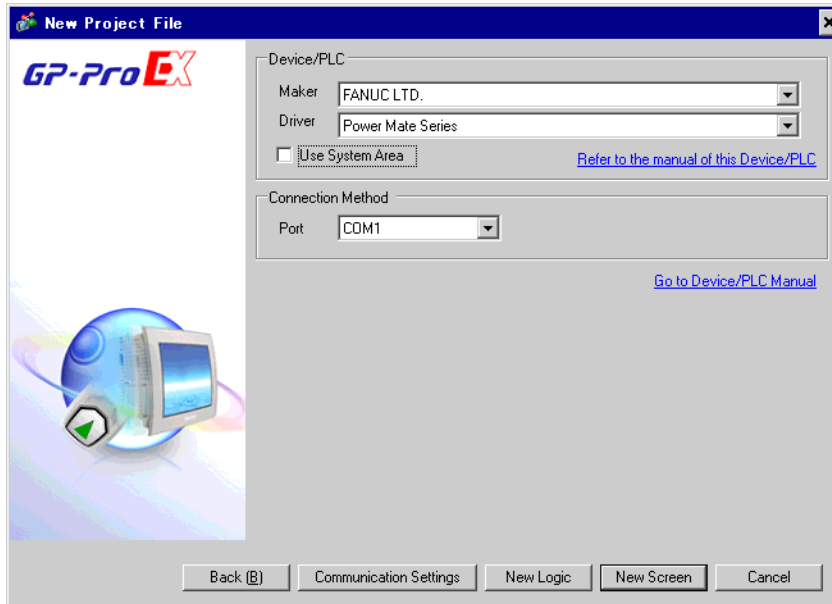 New Project File
GP-Pro EX
Device/PLC
Maker FANUC LTD.
Driver Power Mate Series
Use System Area Refer to the manual of this Device/PLC
Connection Method
Port COM1
Go to Device/PLC Manual
Back (B) Communication Settings New Logic New Screen Cancel